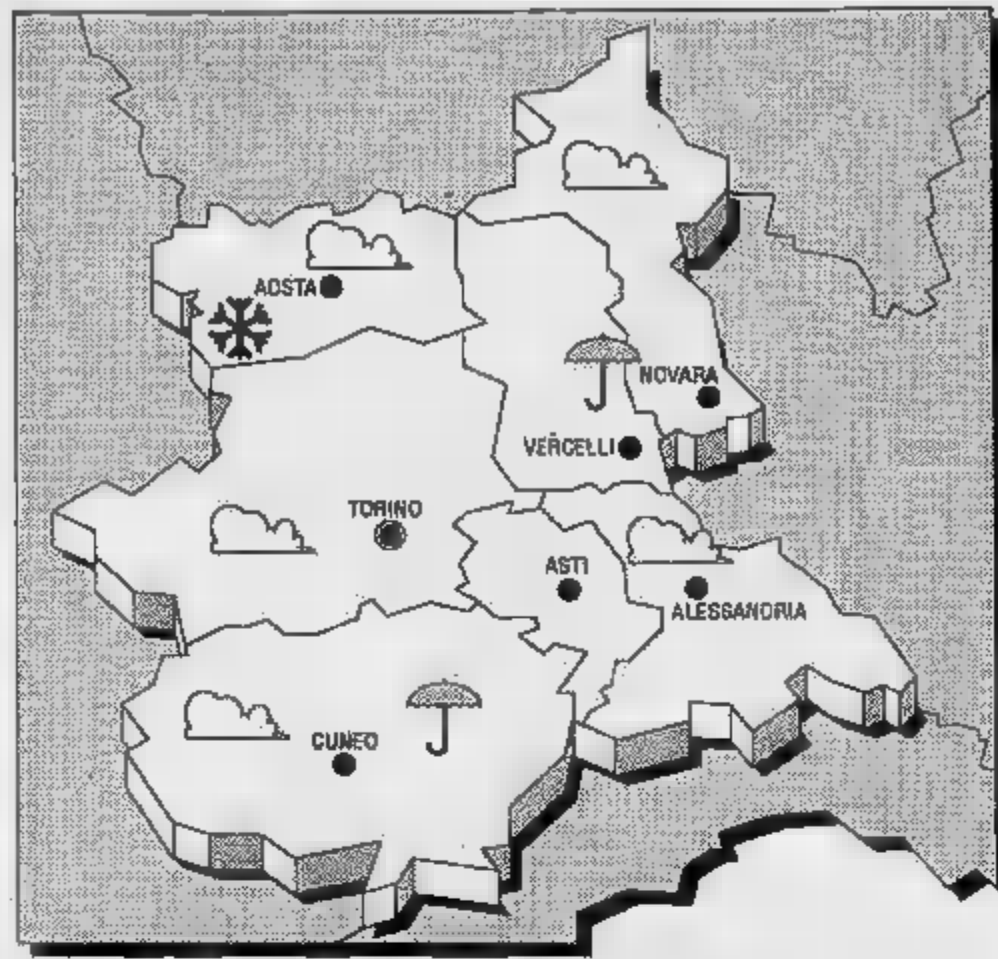 AOSTA
NOVARA
VERCELLI
TORINO
ASTI
ALESSANDRIA
CUNEO